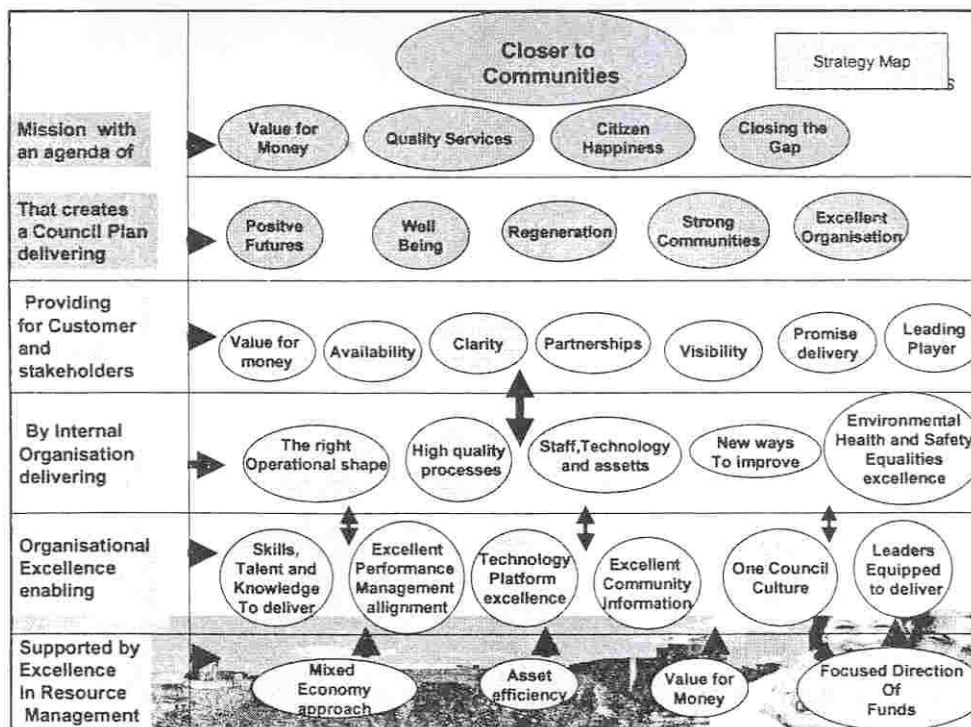 Closer to
Communities
Strategy Map
s
Mission with
an agenda of
Value for
Money
Quality Services
Citizen
Happiness
Closing the
Gap
That creates
a Council Plan
delivering
Positve
Futures
Well
Being
Regeneration
Strong
Communities
Excellent
Organisation
Providing
for Customer
and
stakeholders
Value for
money
Availability
Clarity
Partnerships
Visibility
Promise
delivery
Leading
Player
By Internal
Organisation
delivering
The right
Operational shape
High quality
processes
Staff,Technology
and assetts
New ways
To improve
Environmental
Health and Safety
Equalities
excellence
Organisational
Excellence
enabling
Skills,
Talent and
Knowledge
To deliver
Excellent
Performance
Management
allignment
Technology
Platform
excellence
Excellent
Community
Information
One Council
Culture
Leaders
Equipped
to deliver
Supported by
Excellence
In Resource
Management
Mixed
Economy
approach
Asset
efficiency
Value for
Money
Focused Direction
Of
Funds